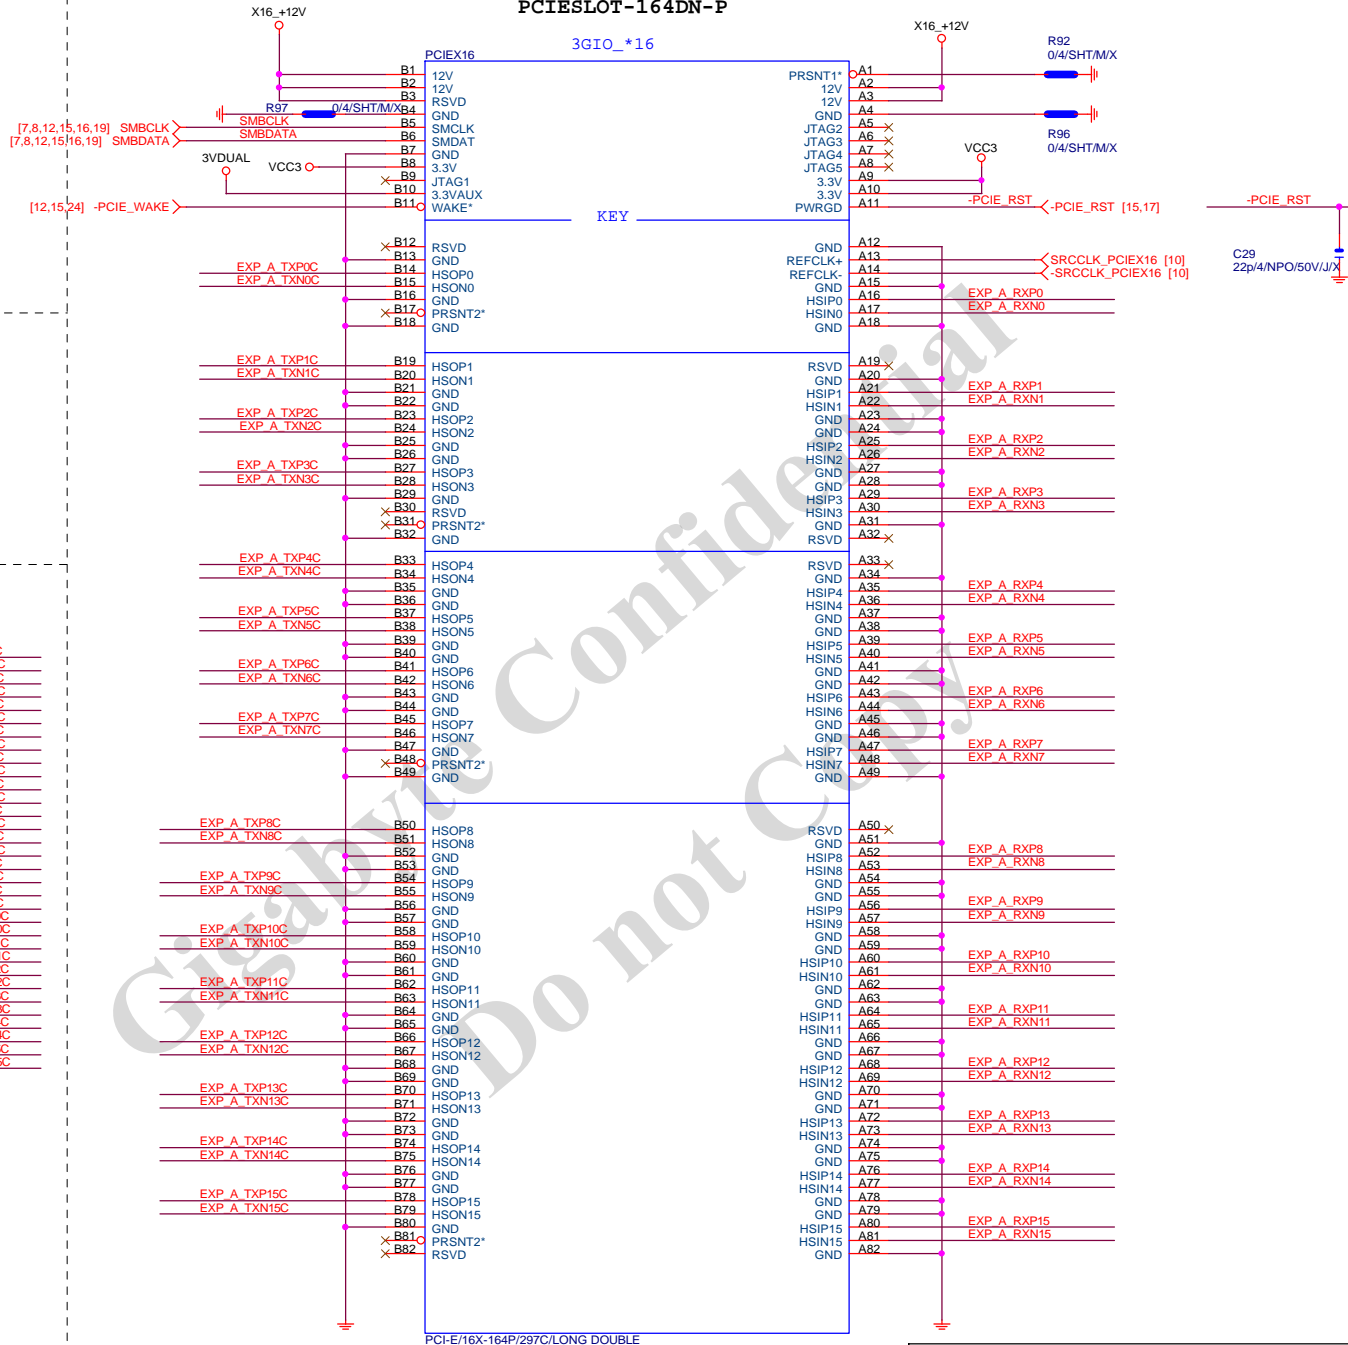 PCIESLOT-164DN-P
X16_+12V
3GIO_*16
X16_+12V
PCIEX16
R92
0/4/SHT/M/X
R97
0/4/SHT/M/X
R96
0/4/SHT/M/X
[7,8,12,15,16,19] SMBCLK
SMBCLK
[7,8,12,15,16,19] SMBDATA
SMBDATA
3VDUAL
VCC3
VCC3
[12,15,24] -PCIE_WAKE
-PCIE_RST
-PCIE_RST [15,17]
-PCIE_RST
C29
22p/4/NPO/50V/J/X
SRCCLK_PCIEX16 [10]
-SRCCLK_PCIEX16 [10]
B1 12V PRSNT1* A1
B2 12V 12V A2
B3 RSVD 12V A3
B4 GND GND A4
B5 SMCLK JTAG2 A5
B6 SMDAT JTAG3 A6
B7 GND JTAG4 A7
B8 3.3V JTAG5 A8
B9 JTAG1 3.3V A9
B10 3.3VAUX 3.3V A10
B11 WAKE* PWRGD A11
KEY
B12 RSVD GND A12
B13 GND REFCLK+ A13
EXP_A_TXP0C B14 HSOP0 REFCLK- A14
EXP_A_TXN0C B15 HSON0 GND A15
B16 GND HSIP0 A16 EXP_A_RXP0
B17 PRSNT2* HSIN0 A17 EXP_A_RXN0
B18 GND GND A18
EXP_A_TXP1C B19 HSOP1 RSVD A19
EXP_A_TXN1C B20 HSON1 GND A20
B21 GND HSIP1 A21 EXP_A_RXP1
B22 GND HSIN1 A22 EXP_A_RXN1
EXP_A_TXP2C B23 HSOP2 GND A23
EXP_A_TXN2C B24 HSON2 GND A24
B25 GND HSIP2 A25 EXP_A_RXP2
B26 GND HSIN2 A26 EXP_A_RXN2
EXP_A_TXP3C B27 HSOP3 GND A27
EXP_A_TXN3C B28 HSON3 GND A28
B29 GND HSIP3 A29 EXP_A_RXP3
B30 RSVD HSIN3 A30 EXP_A_RXN3
B31 PRSNT2* GND A31
B32 GND RSVD A32
EXP_A_TXP4C B33 HSOP4 RSVD A33
EXP_A_TXN4C B34 HSON4 GND A34
B35 GND HSIP4 A35 EXP_A_RXP4
B36 GND HSIN4 A36 EXP_A_RXN4
EXP_A_TXP5C B37 HSOP5 GND A37
EXP_A_TXN5C B38 HSON5 GND A38
B39 GND HSIP5 A39 EXP_A_RXP5
B40 GND HSIN5 A40 EXP_A_RXN5
EXP_A_TXP6C B41 HSOP6 GND A41
EXP_A_TXN6C B42 HSON6 GND A42
B43 GND HSIP6 A43 EXP_A_RXP6
B44 GND HSIN6 A44 EXP_A_RXN6
EXP_A_TXP7C B45 HSOP7 GND A45
EXP_A_TXN7C B46 HSON7 GND A46
B47 GND HSIP7 A47 EXP_A_RXP7
B48 PRSNT2* HSIN7 A48 EXP_A_RXN7
B49 GND GND A49
EXP_A_TXP8C B50 HSOP8 RSVD A50
EXP_A_TXN8C B51 HSON8 GND A51
B52 GND HSIP8 A52 EXP_A_RXP8
B53 GND HSIN8 A53 EXP_A_RXN8
EXP_A_TXP9C B54 HSOP9 GND A54
EXP_A_TXN9C B55 HSON9 GND A55
B56 GND HSIP9 A56 EXP_A_RXP9
B57 GND HSIN9 A57 EXP_A_RXN9
EXP_A_TXP10C B58 HSOP10 GND A58
EXP_A_TXN10C B59 HSON10 GND A59
B60 GND HSIP10 A60 EXP_A_RXP10
B61 GND HSIN10 A61 EXP_A_RXN10
EXP_A_TXP11C B62 HSOP11 GND A62
EXP_A_TXN11C B63 HSON11 GND A63
B64 GND HSIP11 A64 EXP_A_RXP11
B65 GND HSIN11 A65 EXP_A_RXN11
EXP_A_TXP12C B66 HSOP12 GND A66
EXP_A_TXN12C B67 HSON12 GND A67
B68 GND HSIP12 A68 EXP_A_RXP12
B69 GND HSIN12 A69 EXP_A_RXN12
EXP_A_TXP13C B70 HSOP13 GND A70
EXP_A_TXN13C B71 HSON13 GND A71
B72 GND HSIP13 A72 EXP_A_RXP13
B73 GND HSIN13 A73 EXP_A_RXN13
EXP_A_TXP14C B74 HSOP14 GND A74
EXP_A_TXN14C B75 HSON14 GND A75
B76 GND HSIP14 A76 EXP_A_RXP14
B77 GND HSIN14 A77 EXP_A_RXN14
EXP_A_TXP15C B78 HSOP15 GND A78
EXP_A_TXN15C B79 HSON15 GND A79
B80 GND HSIP15 A80 EXP_A_RXP15
B81 PRSNT2* HSIN15 A81 EXP_A_RXN15
B82 RSVD GND A82
PCI-E/16X-164P/297C/LONG DOUBLE
Gigabyte Confidential
Do not Copy